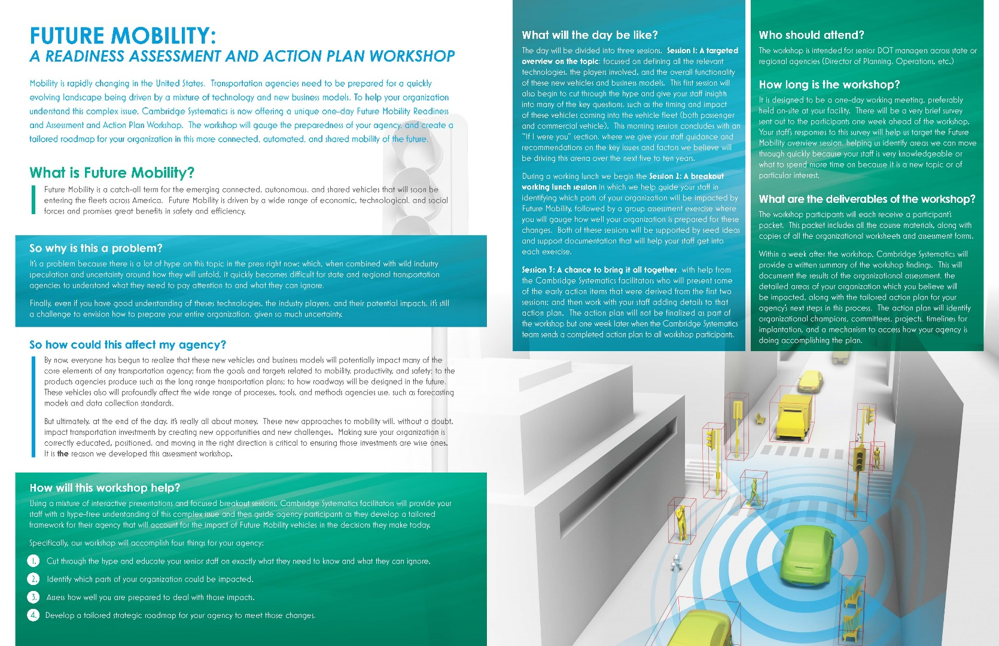 FUTURE MOBILITY:
A READINESS ASSESSMENT AND ACTION PLAN WORKSHOP
Mobility is rapidly changing in the United States. Transportation agencies need to be prepared for a quickly
evolving landscape being driven by a mixture of technology and new business models. To help your organization
understand this complex issue, Cambridge Systematics is now offering a unique one-day Future Mobility Readiness
and Assessment and Action Plan Workshop. The workshop will gauge the preparedness of your agency, and create a
tailored roadmap for your organization in this more connected, automated, and shared mobility of the future.
What is Future Mobility?
Future Mobility is a catch-all term for the emerging connected, autonomous, and shared vehicles that will soon be
entering the fleets across America. Future Mobility is driven by a wide range of economic, technological, and social
forces and promises great benefits in safety and efficiency.
So why is this a problem?
It's a problem because there is a lot of hype on this topic in the press right now; which, when combined with wild industry
speculation and uncertainty around how they will unfold, it quickly becomes difficult for state and regional transportation
agencies to understand what they need to pay attention to and what they can ignore.
Finally, even if you have good understanding of theses technologies, the industry players, and their potential impacts, it's still
a challenge to envision how to prepare your entire organization, given so much uncertainty.
So how could this affect my agency?
By now, everyone has begun to realize that these new vehicles and business models will potentially impact many of the
core elements of any transportation agency; from the goals and targets related to mobility, productivity, and safety; to the
products agencies produce such as the long range transportation plans; to how roadways will be designed in the future.
These vehicles also will profoundly affect the wide range of processes, tools, and methods agencies use, such as forecasting
models and data collection standards.
But ultimately, at the end of the day, it's really all about money. These new approaches to mobility will, without a doubt,
impact transportation investments by creating new opportunities and new challenges. Making sure your organization is
correctly educated, positioned, and moving in the right direction is critical to ensuring those investments are wise ones.
It is the reason we developed this assessment workshop.
How will this workshop help?
Using a mixture of interactive presentations and focused breakout sessions, Cambridge Systematics facilitators will provide your
staff with a hype-free understanding of this complex issue and then guide agency participants as they develop a tailored
framework for their agency that will account for the impact of Future Mobility vehicles in the decisions they make today.
Specifically, our workshop will accomplish four things for your agency:
1. Cut through the hype and educate your senior staff on exactly what they need to know and what they can ignore.
2. Identify which parts of your organization could be impacted.
3. Assess how well you are prepared to deal with those impacts.
4. Develop a tailored strategic roadmap for your agency to meet those changes.
What will the day be like?
The day will be divided into three sessions. Session 1: A targeted
overview on the topic: focused on defining all the relevant
technologies, the players involved, and the overall functionality
of these new vehicles and business models. This first session will
also begin to cut through the hype and give your staff insights
into many of the key questions, such as the timing and impact
of these vehicles coming into the vehicle fleet (both passenger
and commercial vehicle). This morning session concludes with an
"If I were you" section, where we give your staff guidance and
recommendations on the key issues and factors we believe will
be driving this arena over the next five to ten years.
During a working lunch we begin the Session 2: A breakout
working lunch session in which we help guide your staff in
identifying which parts of your organization will be impacted by
Future Mobility, followed by a group assessment exercise where
you will gauge how well your organization is prepared for these
changes. Both of these sessions will be supported by seed ideas
and support documentation that will help your staff get into
each exercise.
Session 3: A chance to bring it all together, with help from
the Cambridge Systematics facilitators who will present some
of the early action items that were derived from the first two
sessions; and then work with your staff adding details to that
action plan. The action plan will not be finalized as part of
the workshop but one week later when the Cambridge Systematics
team sends a completed action plan to all workshop participants.
Who should attend?
The workshop is intended for senior DOT managers across state or
regional agencies (Director of Planning, Operations, etc.)
How long is the workshop?
It is designed to be a one-day working meeting, preferably
held on-site at your facility. There will be a very brief survey
sent out to the participants one week ahead of the workshop.
Your staff's responses to this survey will help us target the Future
Mobility overview session, helping us identify areas we can move
through quickly because your staff is very knowledgeable or
what to spend more time on because it is a new topic or of
particular interest.
What are the deliverables of the workshop?
The workshop participants will each receive a participant's
packet. This packet includes all the course materials, along with
copies of all the organizational worksheets and assessment forms.
Within a week after the workshop, Cambridge Systematics will
provide a written summary of the workshop findings. This will
document the results of the organizational assessment, the
detailed areas of your organization which you believe will
be impacted, along with the tailored action plan for your
agency's next steps in this process. The action plan will identify
organizational champions, committees, projects, timelines for
implantation, and a mechanism to access how your agency is
doing accomplishing the plan.